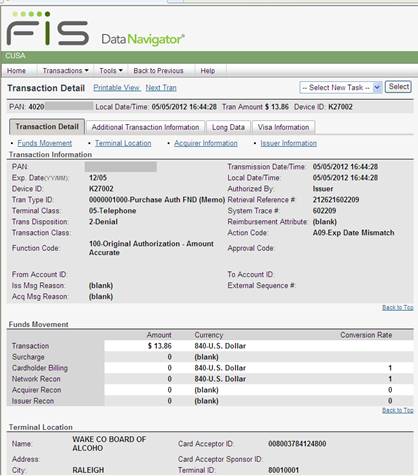 FIS DataNavigator®
CUSA
Home Transactions Tools Back to Previous Help
Transaction Detail Printable View Next Tran -- Select New Task -- Select
PAN: 4020 Local Date/Time: 05/05/2012 16:44:28 Tran Amount $ 13.86 Device ID: K27002
Transaction Detail Additional Transaction Information Long Data Visa Information
• Funds Movement • Terminal Location • Acquirer Information • Issuer Information
Transaction Information
PAN: Transmission Date/Time: 05/05/2012 16:44:28
Exp. Date(YY/MM): 12/05 Local Date/Time: 05/05/2012 16:44:28
Device ID: K27002 Authorized By: Issuer
Tran Type ID: 0000001000-Purchase Auth FND (Memo) Retrieval Reference #: 212621602209
Terminal Class: 05-Telephone System Trace #: 602209
Trans Disposition: 2-Denial Reimbursement Attribute: (blank)
Transaction Class: Action Code: A09-Exp Date Mismatch
Function Code: 100-Original Authorization - Amount Accurate Approval Code:
From Account ID: To Account ID:
Iss Msg Reason: (blank) External Sequence #:
Acq Msg Reason: (blank)
Back to Top
Funds Movement
Amount Currency Conversion Rate
Transaction $ 13.86 840-U.S. Dollar
Surcharge 0 (blank)
Cardholder Billing 0 840-U.S. Dollar 1
Network Recon 0 840-U.S. Dollar 1
Acquirer Recon 0 (blank) 0
Issuer Recon 0 (blank) 0
Back to Top
Terminal Location
Name: WAKE CO BOARD OF ALCOHO Card Acceptor ID: 008003784124800
Address: Card Acceptor Sponsor ID:
City: RALEIGH Terminal ID: 80010001